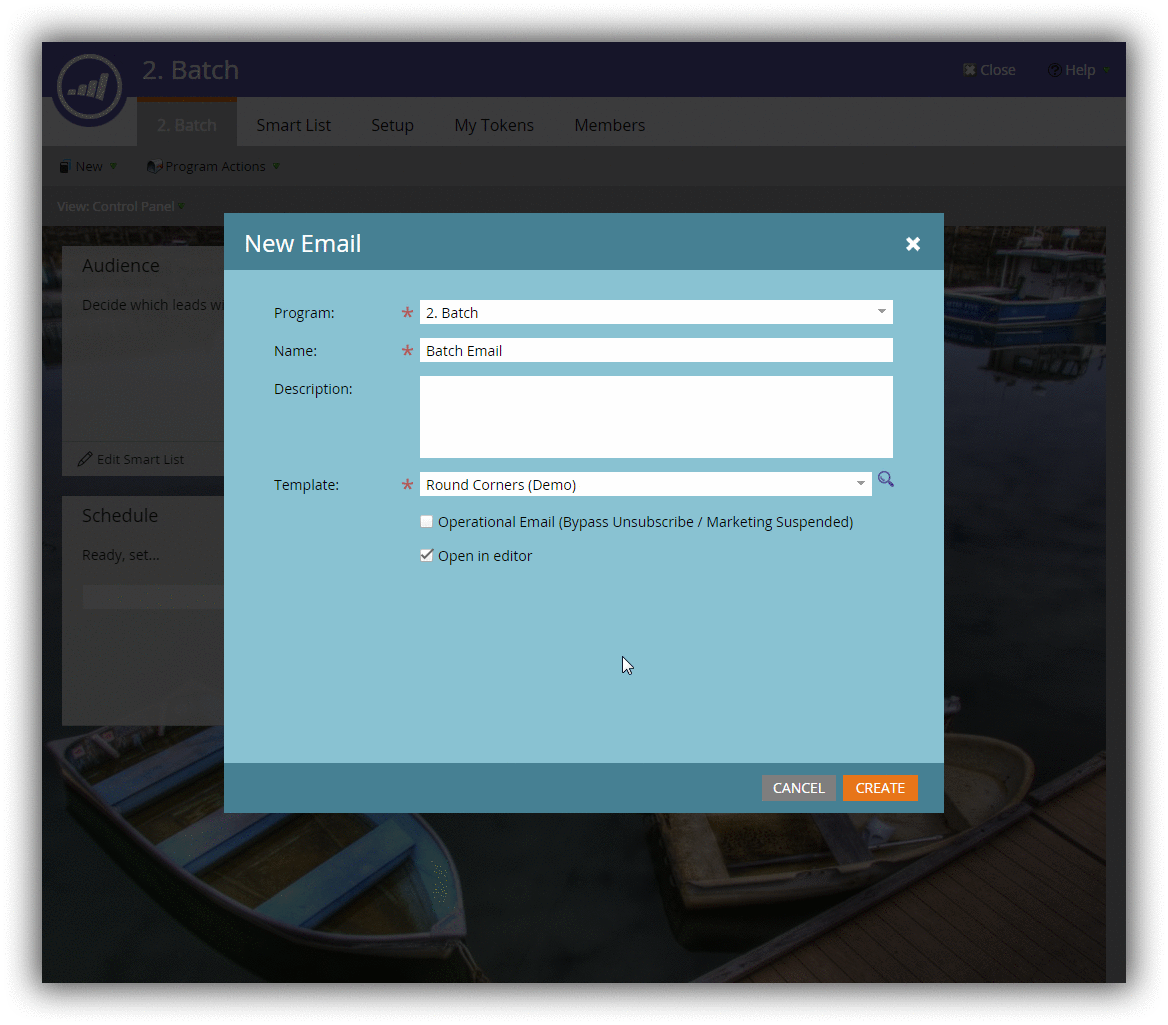 2. Batch
Close
Help
2. Batch
Smart List
Setup
My Tokens
Members
New
Program Actions
View: Control Panel
New Email
Audience
Decide which leads wi
Program:
* 2. Batch
Name:
* Batch Email
Description:
Edit Smart List
Template:
* Round Corners (Demo)
Schedule
Operational Email (Bypass Unsubscribe / Marketing Suspended)
Ready, set...
Open in editor
CANCEL
CREATE